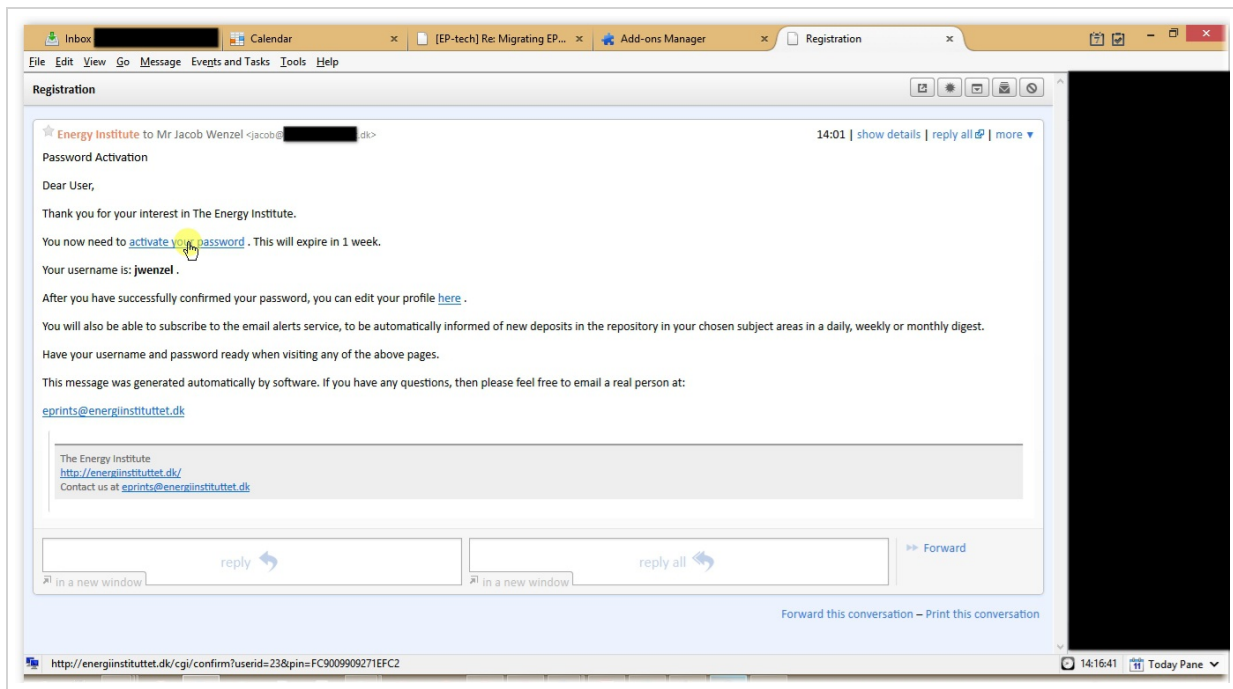 Inbox
Calendar
[EP-tech] Re: Migrating EP...
Add-ons Manager
Registration
File Edit View Go Message Events and Tasks Tools Help
Registration
Energy Institute to Mr Jacob Wenzel <jacob@ .dk>
14:01 | show details | reply all | more
Password Activation
Dear User,
Thank you for your interest in The Energy Institute.
You now need to activate your password . This will expire in 1 week.
Your username is: jwenzel .
After you have successfully confirmed your password, you can edit your profile here .
You will also be able to subscribe to the email alerts service, to be automatically informed of new deposits in the repository in your chosen subject areas in a daily, weekly or monthly digest.
Have your username and password ready when visiting any of the above pages.
This message was generated automatically by software. If you have any questions, then please feel free to email a real person at:
eprints@energiinstituttet.dk
The Energy Institute
http://energiinstituttet.dk/
Contact us at eprints@energiinstituttet.dk
reply
in a new window
reply all
in a new window
Forward
Forward this conversation – Print this conversation
http://energiinstituttet.dk/cgi/confirm?userid=23&pin=FC9009909271EFC2
14:16:41
11 Today Pane